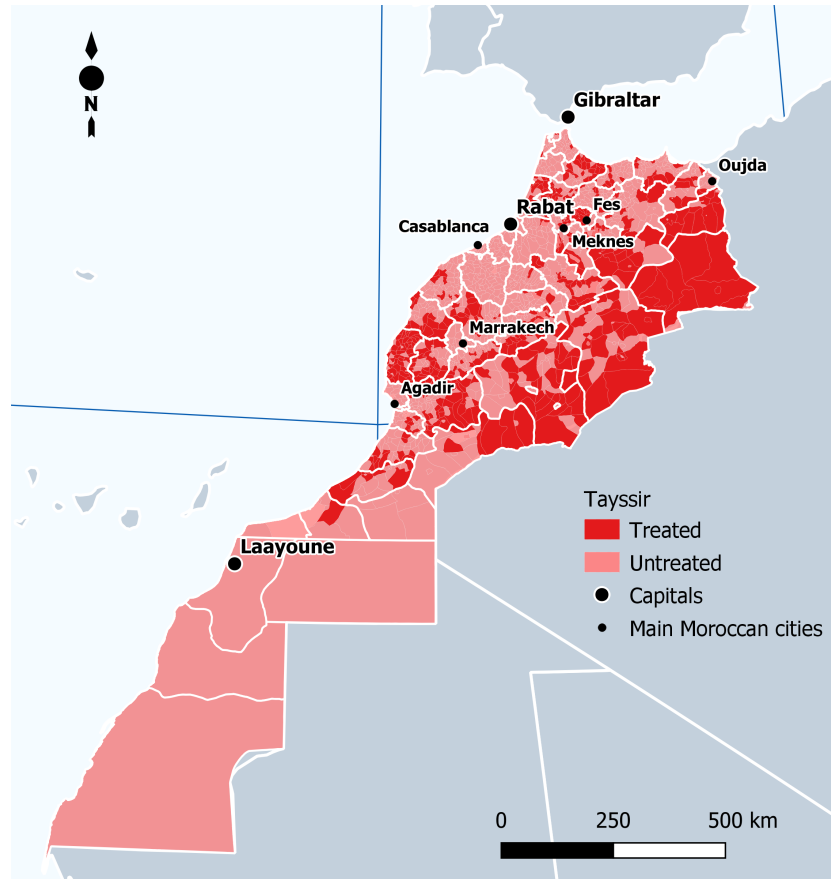 N
Gibraltar
Oujda
Rabat
Fes
Casablanca
Meknes
Marrakech
Agadir
Laayoune
Tayssir
Treated
Untreated
Capitals
Main Moroccan cities
0 250 500 km